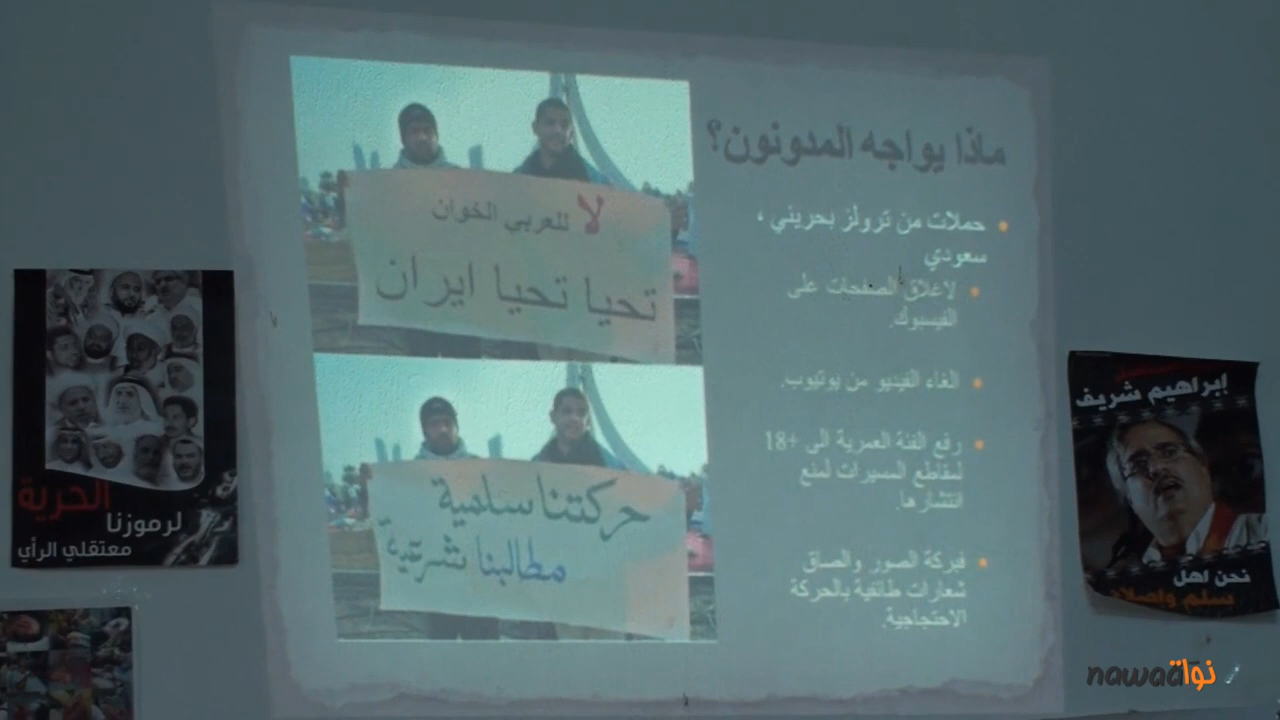 ماذا يواجه المدونون؟
حملات من ترولز بحريني ،
سعودي
لاغلاق الصفحات على
الفيسبوك.
الغاء الفيديو من يوتيوب.
رفع الفئة العمرية الى +18
لمقاطع المسيرات لمنع
انتشارها.
فبركة الصور والصاق
شعارات طائفية بالحركة
الاحتجاجية.
لا للعربي الخوان
تحيا تحيا ايران
حركتنا سلمية
مطالبنا شرعية
الحرية
لرموزنا
معتقلي الرأي
إبراهيم شريف
نحن اهل
سلم واصلاح
nawaat نواة